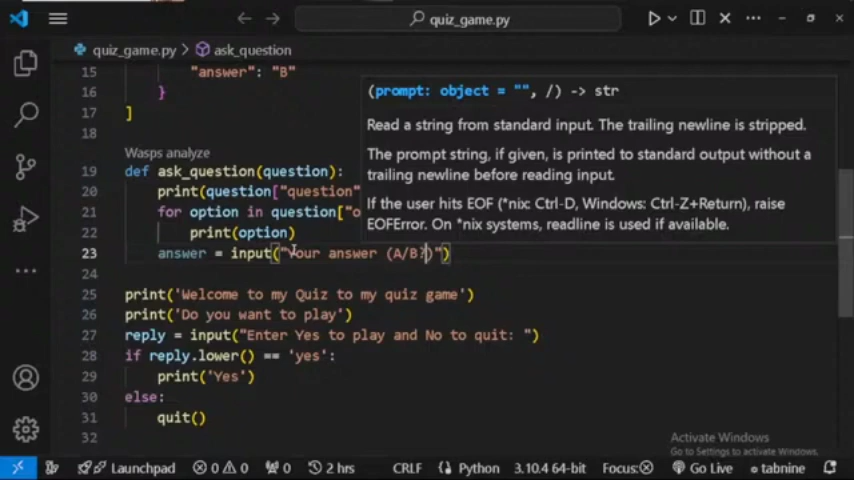 quiz_game.py
quiz_game.py > ask_question
15 "answer": "B"
16 }
17 ]
18
(prompt: object = "", /) -> str
Read a string from standard input. The trailing newline is stripped.
The prompt string, if given, is printed to standard output without a
trailing newline before reading input.
If the user hits EOF (*nix: Ctrl-D, Windows: Ctrl-Z+Return), raise
EOFError. On *nix systems, readline is used if available.
Wasps analyze
19 def ask_question(question):
20 print(question["question"
21 for option in question["o
22 print(option)
23 answer = input("Your answer (A/B?)")
24
25 print('Welcome to my Quiz to my quiz game')
26 print('Do you want to play')
27 reply = input("Enter Yes to play and No to quit: ")
28 if reply.lower() == 'yes':
29 print('Yes')
30 else:
31 quit()
32
Activate Windows
Go to Settings to activate Windows.
Launchpad 0 0 0 2 hrs CRLF Python 3.10.4 64-bit Focus: Go Live tabnine